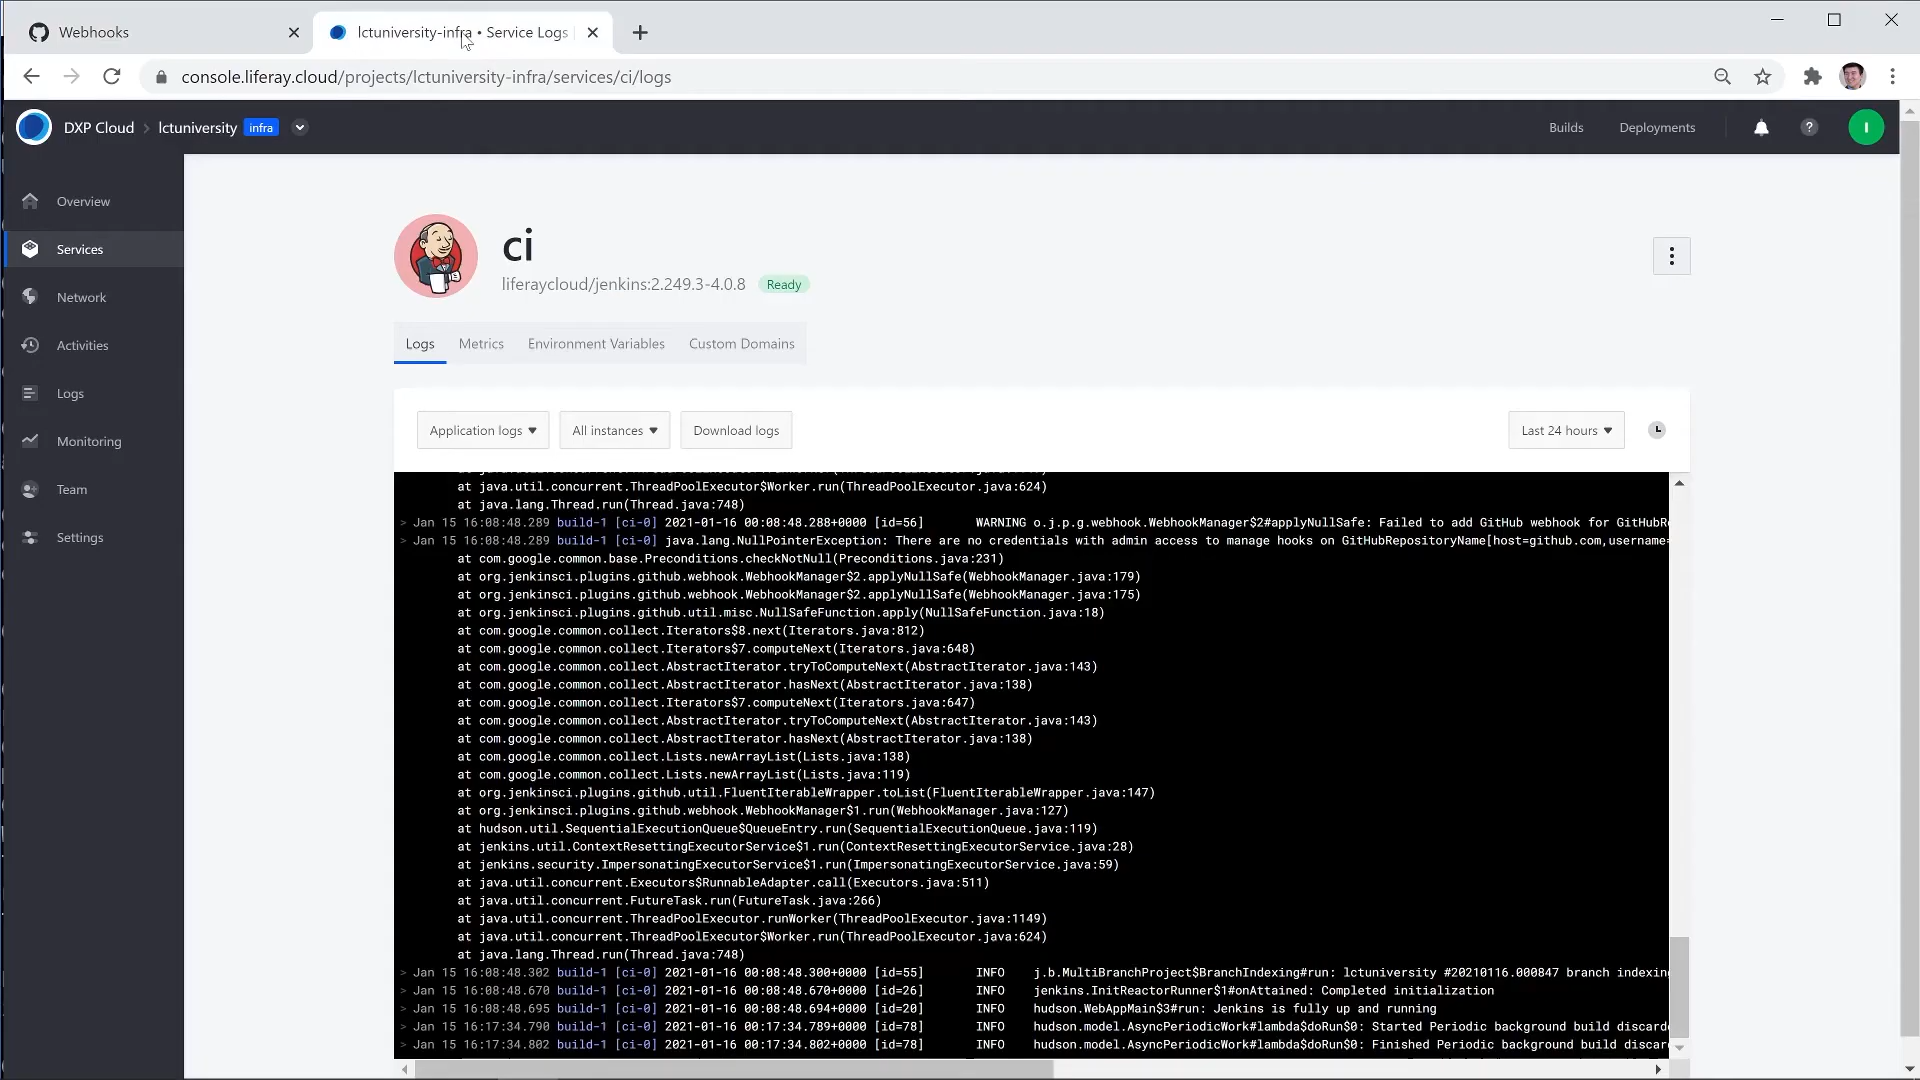 Webhooks
lctuniversity-infra • Service Logs
console.liferay.cloud/projects/lctuniversity-infra/services/ci/logs
DXP Cloud > lctuniversity infra
Builds
Deployments
?
I
Overview
Services
Network
Activities
Logs
Monitoring
Team
Settings
ci
liferaycloud/jenkins:2.249.3-4.0.8 Ready
Logs Metrics Environment Variables Custom Domains
Application logs All instances Download logs Last 24 hours
at java.util.concurrent.ThreadPoolExecutor$Worker.run(ThreadPoolExecutor.java:624)
at java.lang.Thread.run(Thread.java:748)
> Jan 15 16:08:48.289 build-1 [ci-0] 2021-01-16 00:08:48.288+0000 [id=56] WARNING o.j.p.g.webhook.WebhookManager$2#applyNullSafe: Failed to add GitHub webhook for GitHubR
> Jan 15 16:08:48.289 build-1 [ci-0] java.lang.NullPointerException: There are no credentials with admin access to manage hooks on GitHubRepositoryName[host=github.com,username=
at com.google.common.base.Preconditions.checkNotNull(Preconditions.java:231)
at org.jenkinsci.plugins.github.webhook.WebhookManager$2.applyNullSafe(WebhookManager.java:179)
at org.jenkinsci.plugins.github.webhook.WebhookManager$2.applyNullSafe(WebhookManager.java:175)
at org.jenkinsci.plugins.github.util.misc.NullSafeFunction.apply(NullSafeFunction.java:18)
at com.google.common.collect.Iterators$8.next(Iterators.java:812)
at com.google.common.collect.Iterators$7.computeNext(Iterators.java:648)
at com.google.common.collect.AbstractIterator.tryToComputeNext(AbstractIterator.java:143)
at com.google.common.collect.AbstractIterator.hasNext(AbstractIterator.java:138)
at com.google.common.collect.Iterators$7.computeNext(Iterators.java:647)
at com.google.common.collect.AbstractIterator.tryToComputeNext(AbstractIterator.java:143)
at com.google.common.collect.AbstractIterator.hasNext(AbstractIterator.java:138)
at com.google.common.collect.Lists.newArrayList(Lists.java:138)
at com.google.common.collect.Lists.newArrayList(Lists.java:119)
at org.jenkinsci.plugins.github.util.FluentIterableWrapper.toList(FluentIterableWrapper.java:147)
at org.jenkinsci.plugins.github.webhook.WebhookManager$1.run(WebhookManager.java:127)
at hudson.util.SequentialExecutionQueue$QueueEntry.run(SequentialExecutionQueue.java:119)
at jenkins.util.ContextResettingExecutorService$1.run(ContextResettingExecutorService.java:28)
at jenkins.security.ImpersonatingExecutorService$1.run(ImpersonatingExecutorService.java:59)
at java.util.concurrent.Executors$RunnableAdapter.call(Executors.java:511)
at java.util.concurrent.FutureTask.run(FutureTask.java:266)
at java.util.concurrent.ThreadPoolExecutor.runWorker(ThreadPoolExecutor.java:1149)
at java.util.concurrent.ThreadPoolExecutor$Worker.run(ThreadPoolExecutor.java:624)
at java.lang.Thread.run(Thread.java:748)
> Jan 15 16:08:48.302 build-1 [ci-0] 2021-01-16 00:08:48.300+0000 [id=55] INFO j.b.MultiBranchProject$BranchIndexing#run: lctuniversity #20210116.000847 branch indexin
> Jan 15 16:08:48.670 build-1 [ci-0] 2021-01-16 00:08:48.670+0000 [id=26] INFO jenkins.InitReactorRunner$1#onAttained: Completed initialization
> Jan 15 16:08:48.695 build-1 [ci-0] 2021-01-16 00:08:48.694+0000 [id=20] INFO hudson.WebAppMain$3#run: Jenkins is fully up and running
> Jan 15 16:17:34.790 build-1 [ci-0] 2021-01-16 00:17:34.789+0000 [id=78] INFO hudson.model.AsyncPeriodicWork#lambda$doRun$0: Started Periodic background build discard
> Jan 15 16:17:34.802 build-1 [ci-0] 2021-01-16 00:17:34.802+0000 [id=78] INFO hudson.model.AsyncPeriodicWork#lambda$doRun$0: Finished Periodic background build discar